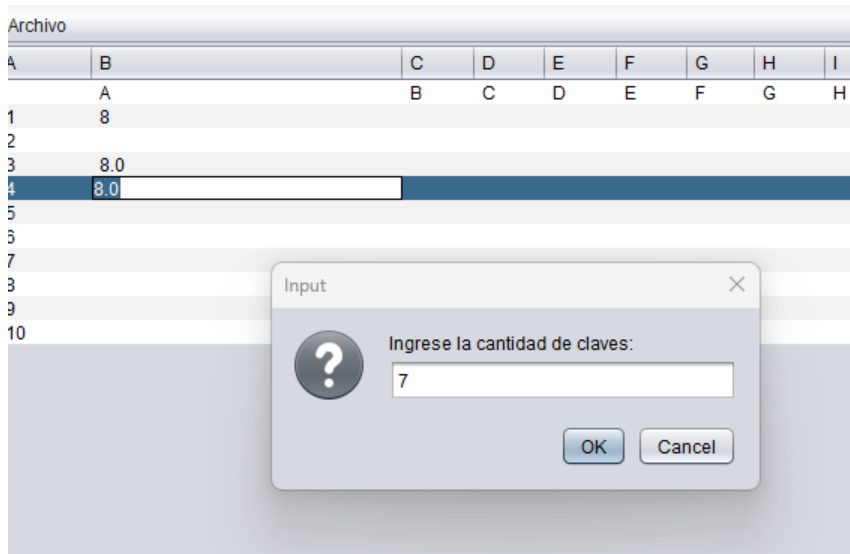 Archivo
A B C D E F G H I
A B C D E F G H
1 8
2
3 8.0
4 8.0
5
6
7
8
9
10
Input
Ingrese la cantidad de claves:
7
OK Cancel